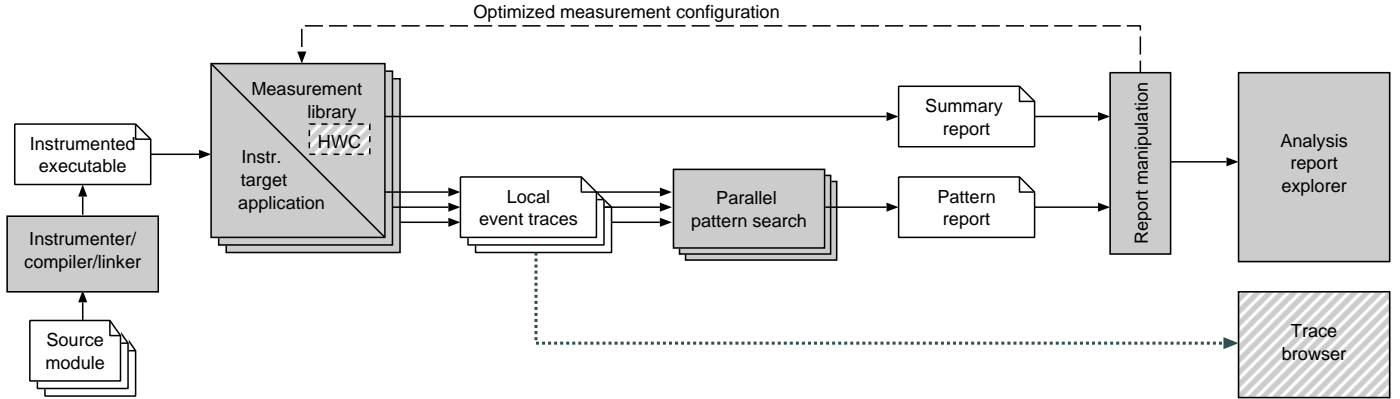 Optimized measurement configuration
Measurement
library
HWC
Instr.
target
application
Instrumented
executable
Instrumenter/
compiler/linker
Source
module
Local
event traces
Parallel
pattern search
Summary
report
Pattern
report
Report manipulation
Analysis
report
explorer
Trace
browser